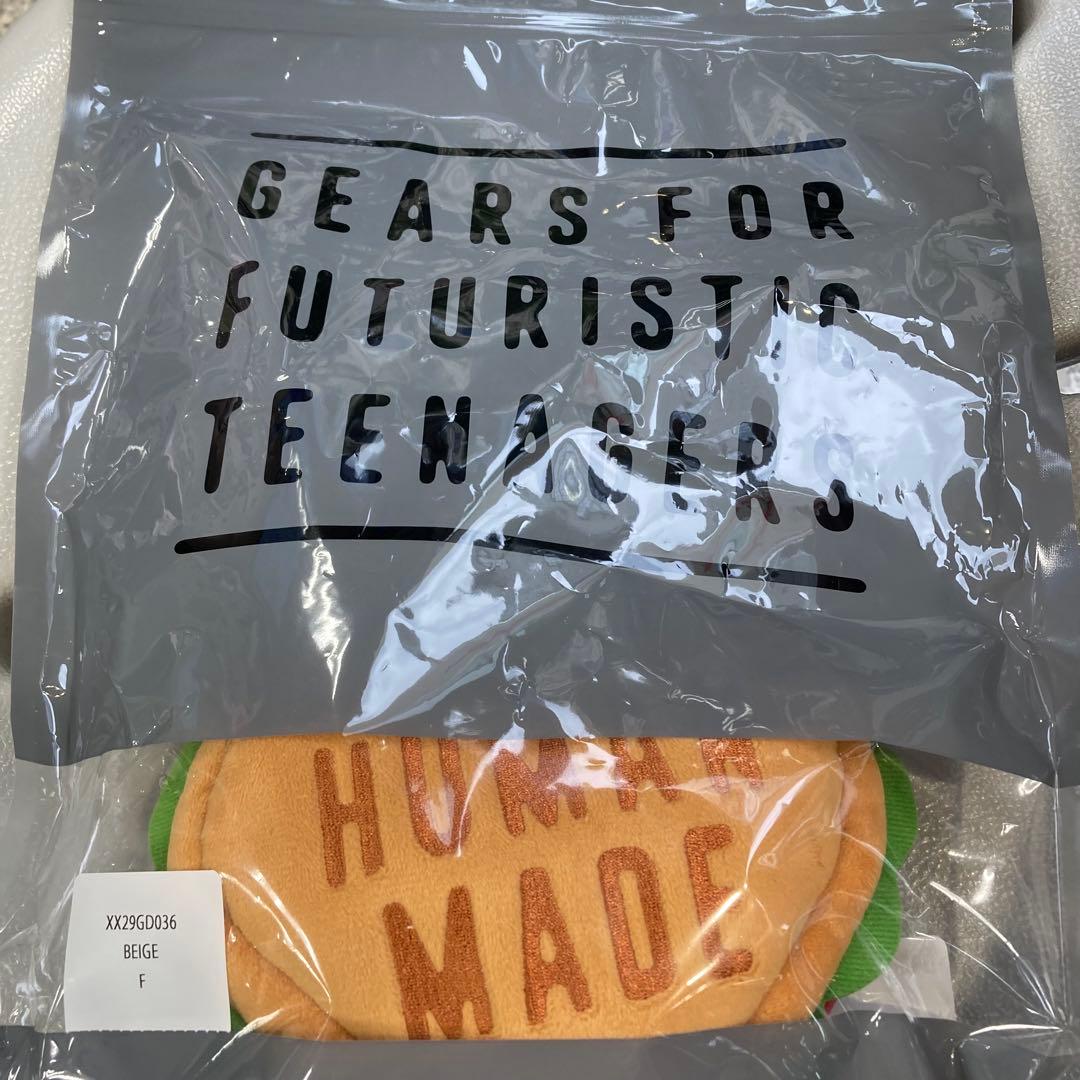 GEARS FOR
FUTURISTIC
TEENAGERS
HUMAN
MADE
XX29GD036
BEIGE
F